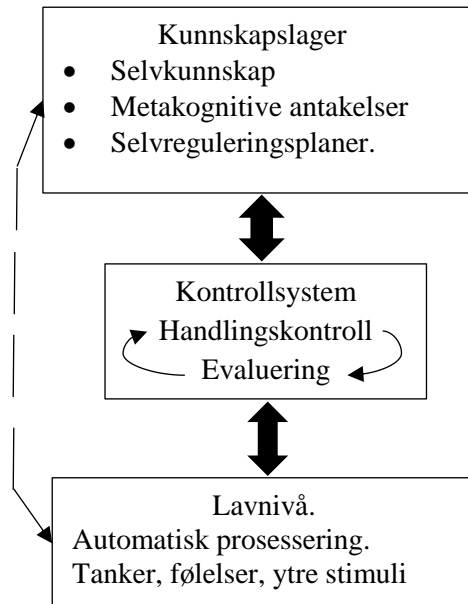 Kunnskapslager
• Selvkunnskap
• Metakognitive antakelser
• Selvreguleringsplaner.
Kontrollsystem
Handlingskontroll
Evaluering
Lavnivå.
Automatisk prosessering.
Tanker, følelser, ytre stimuli